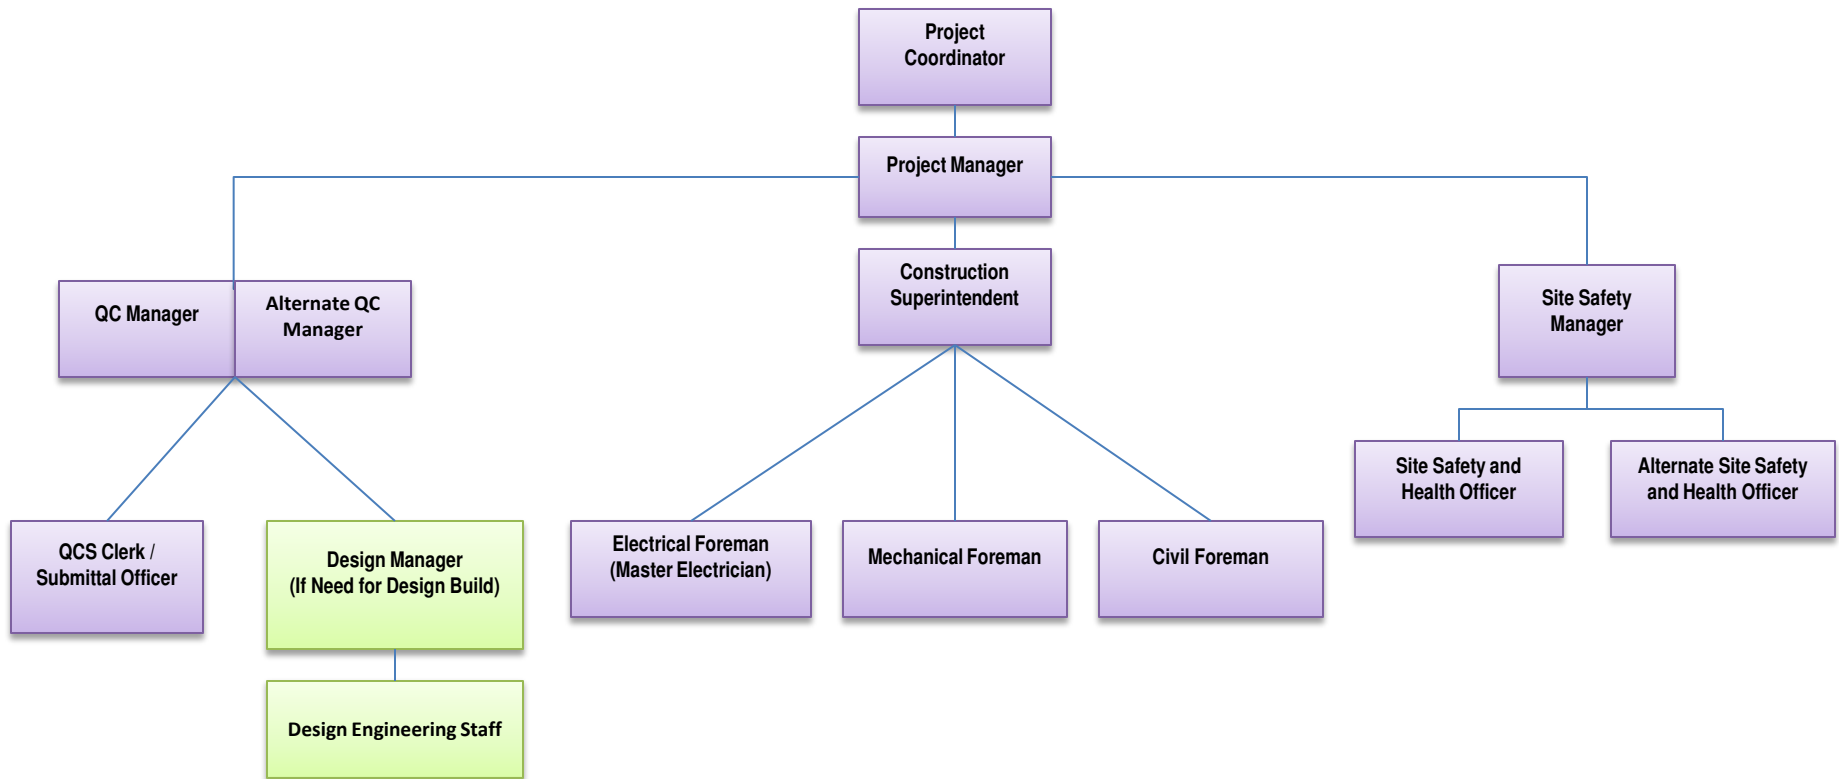 Project
Coordinator
Project Manager
Construction
Superintendent
QC Manager
Alternate QC
Manager
Site Safety
Manager
Site Safety and
Health Officer
Alternate Site Safety
and Health Officer
QCS Clerk /
Submittal Officer
Design Manager
(If Need for Design Build)
Electrical Foreman
(Master Electrician)
Mechanical Foreman
Civil Foreman
Design Engineering Staff